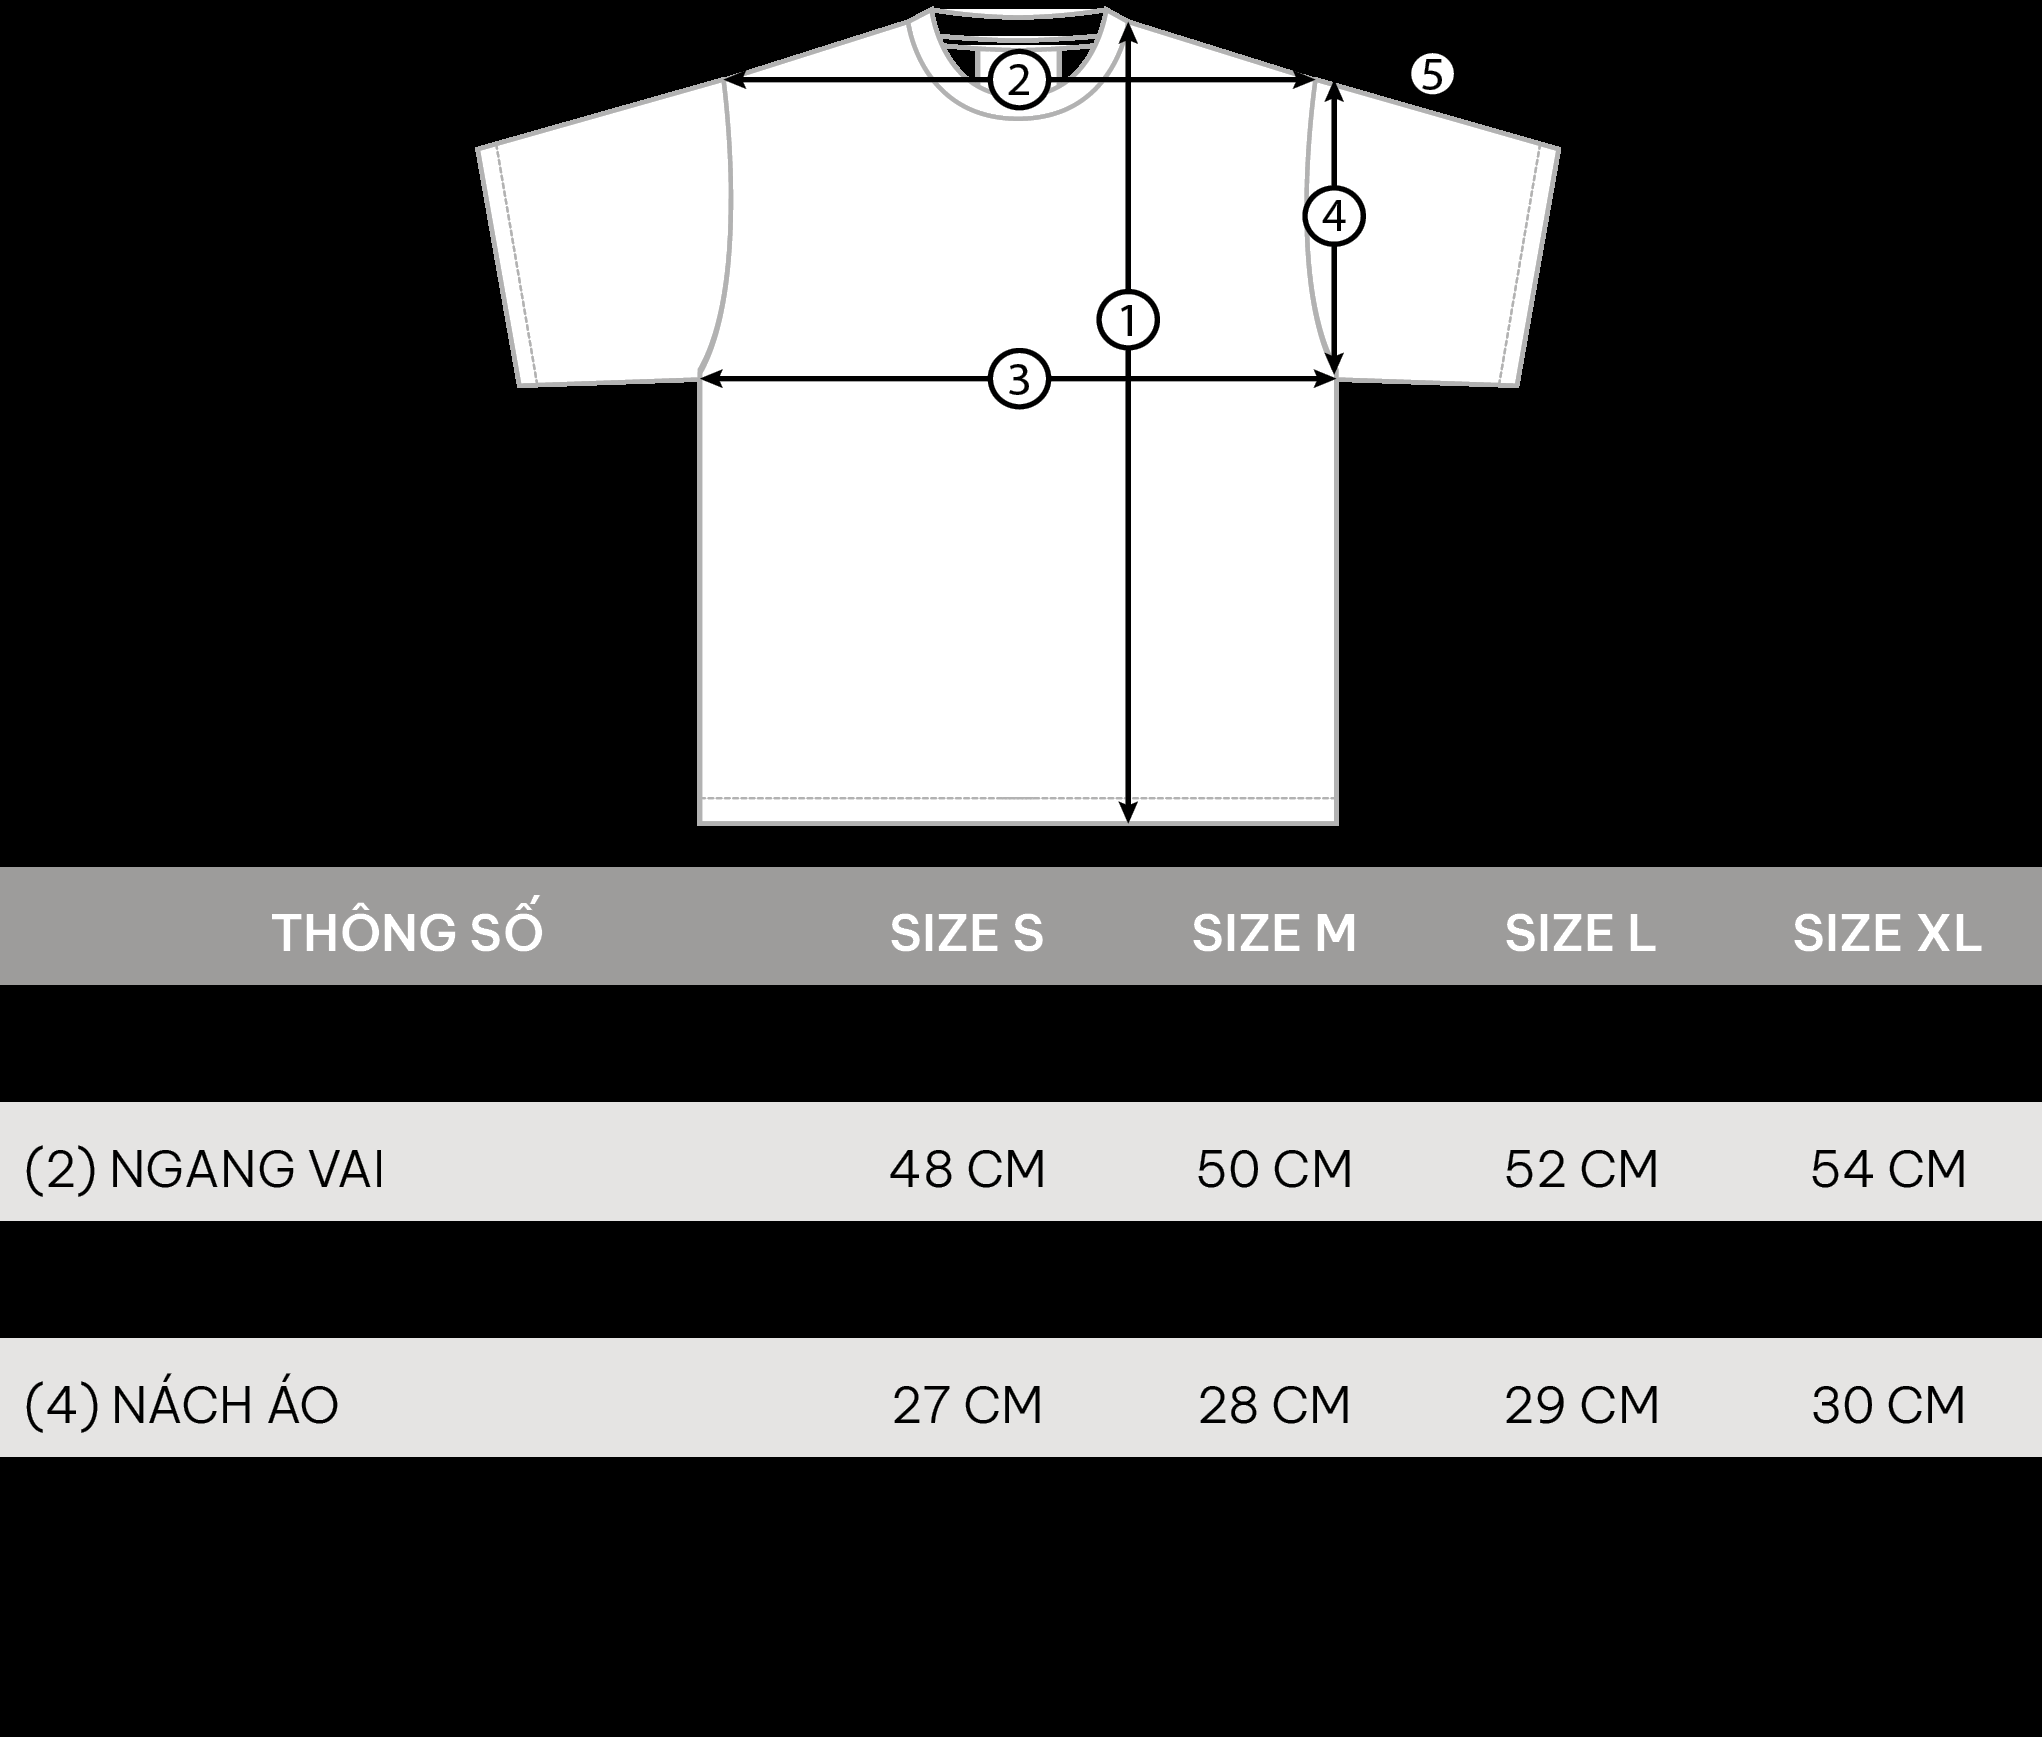 5
2
4
1
3
THÔNG SỐ SIZE S SIZE M SIZE L SIZE XL
(2) NGANG VAI 48 CM 50 CM 52 CM 54 CM
(4) NÁCH ÁO 27 CM 28 CM 29 CM 30 CM